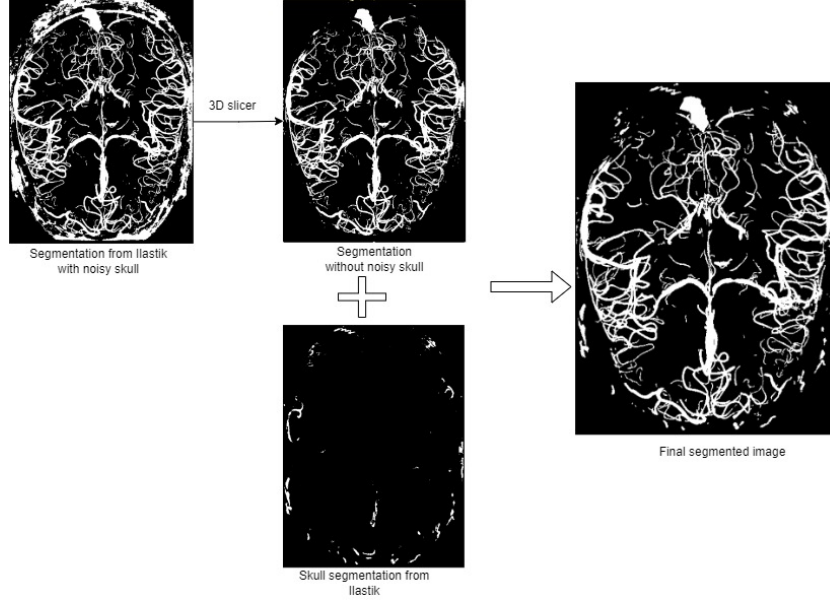 3D slicer
Segmentation from Ilastik
with noisy skull
Segmentation
without noisy skull
Final segmented image
Skull segmentation from
Ilastik